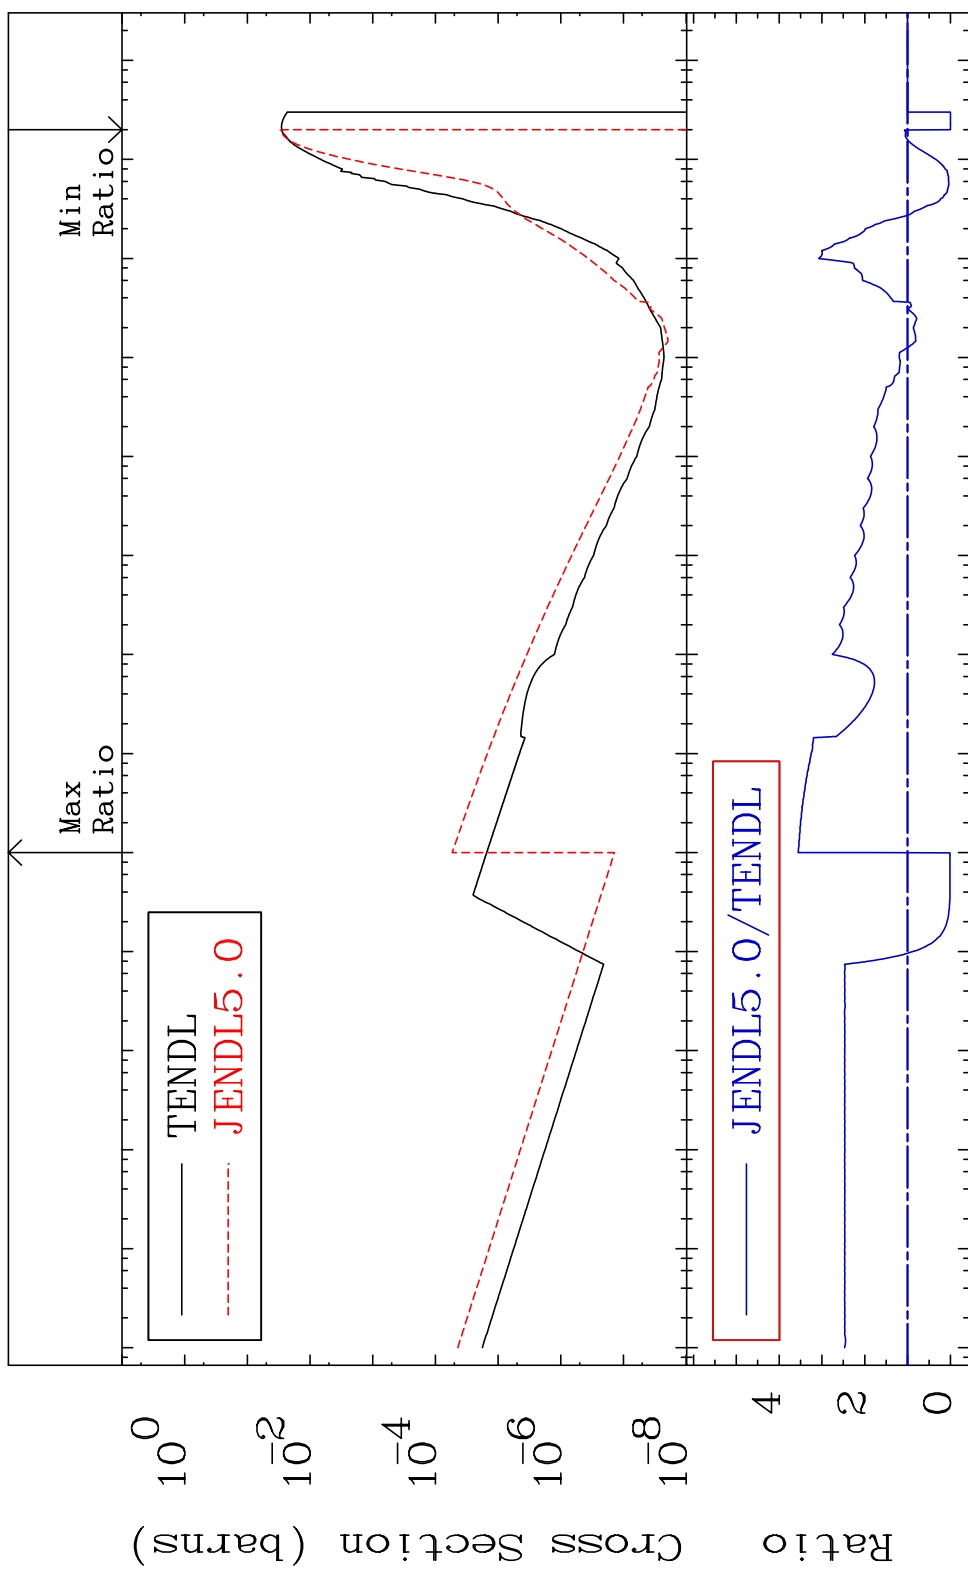 Max
Ratio
Min
Ratio
TENDL
JENDL5.0
10^0
10^-2
10^-4
10^-6
10^-8
Cross Section (barns)
JENDL5.0/TENDL
4
2
0
Ratio